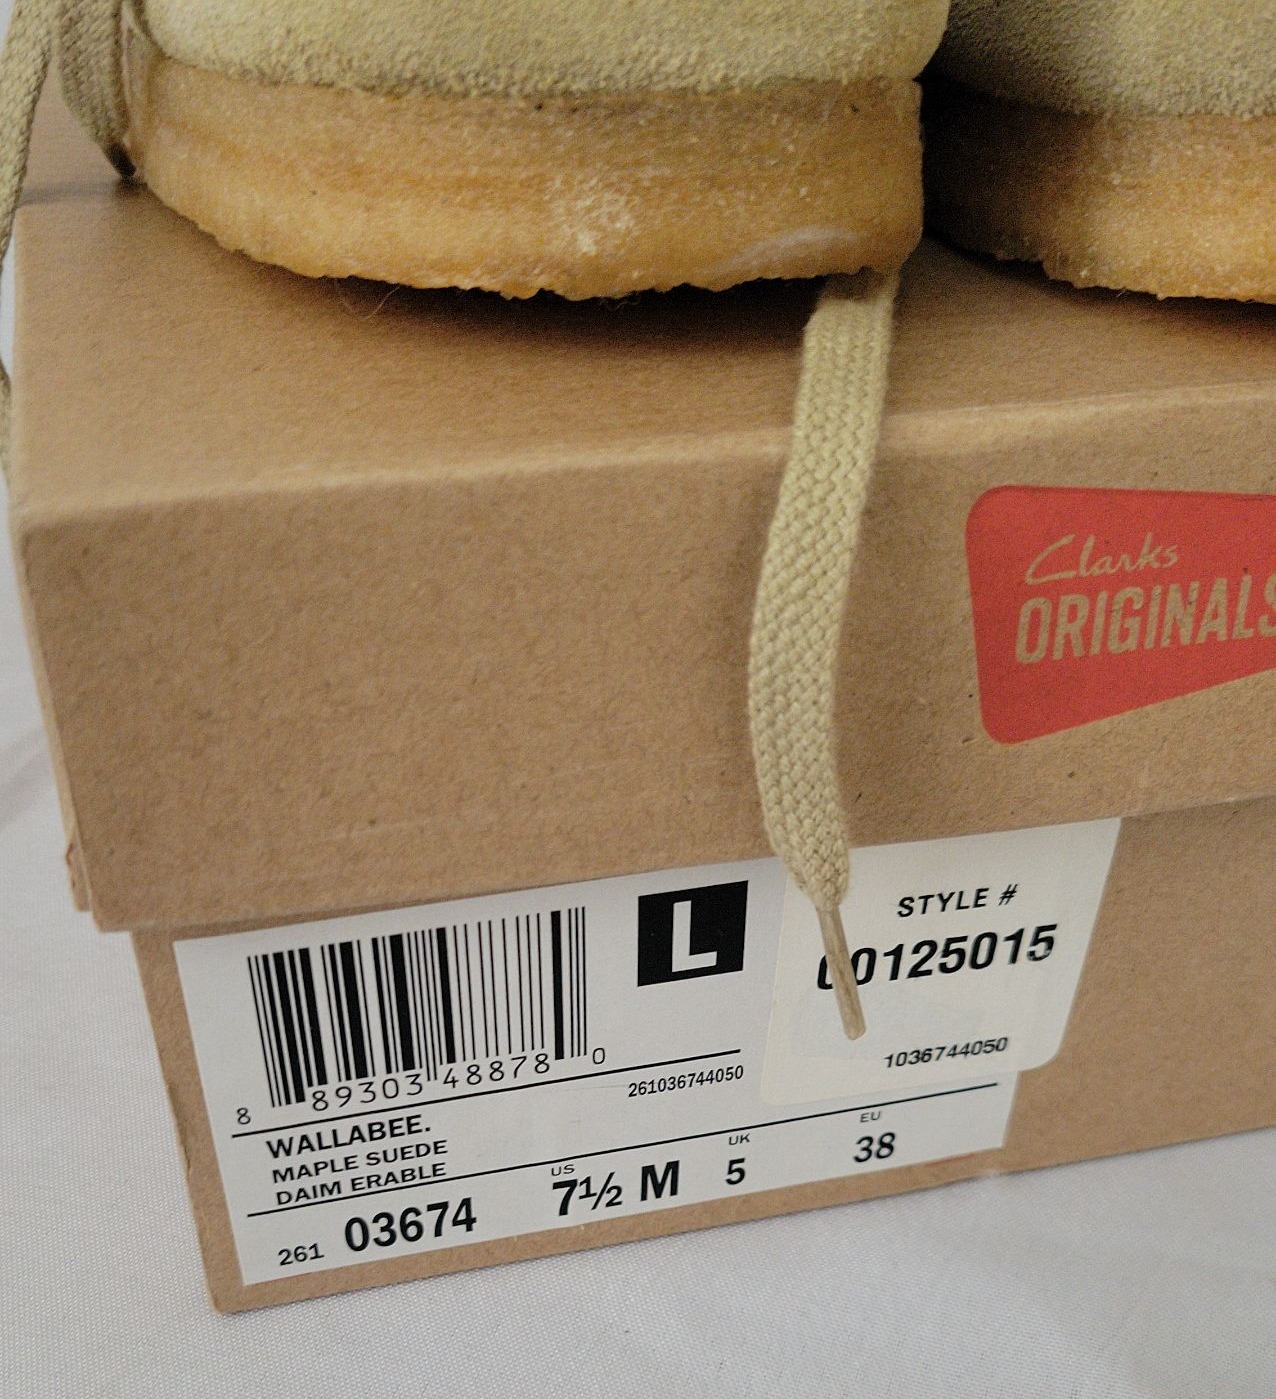 Clarks
ORIGINALS
L
STYLE #
00125015
1036744050
8 89303 48878 0
261036744050
WALLABEE.
MAPLE SUEDE
DAIM ERABLE
US
UK
EU
261 03674 7½ M 5 38